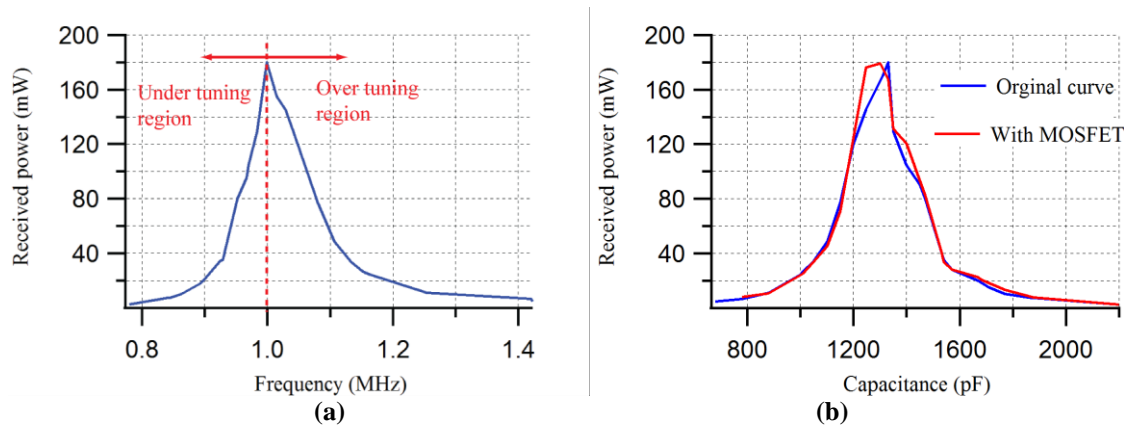 200
160
120
80
40
Received power (mW)
Under tuning
region
Over tuning
region
0.8
1.0
1.2
1.4
Frequency (MHz)
(a)
200
160
120
80
40
Received power (mW)
Orginal curve
With MOSFET
800
1200
1600
2000
Capacitance (pF)
(b)